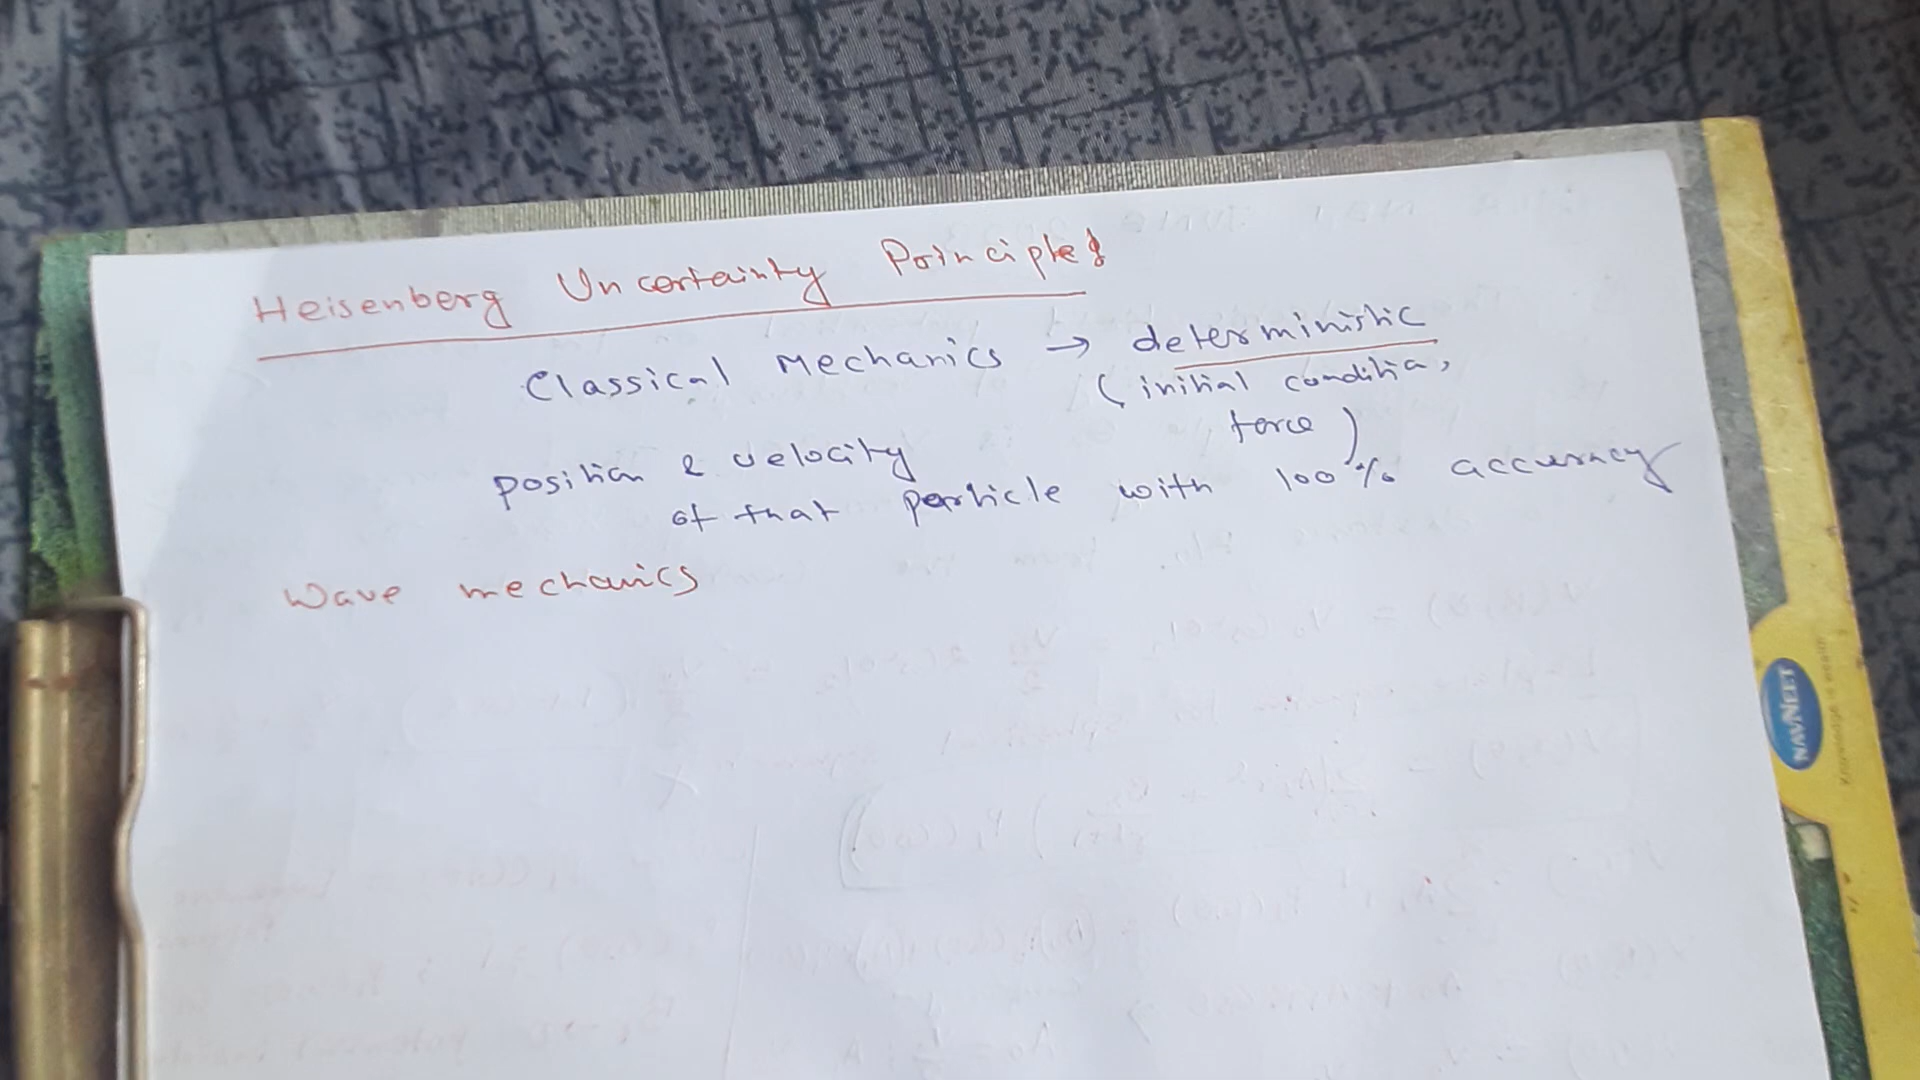 Heisenberg Uncertainty Principle:
Classical Mechanics → deterministic
(initial condition,
force)
position & velocity
of that particle with 100% accuracy
Wave mechanics
NAVNEET